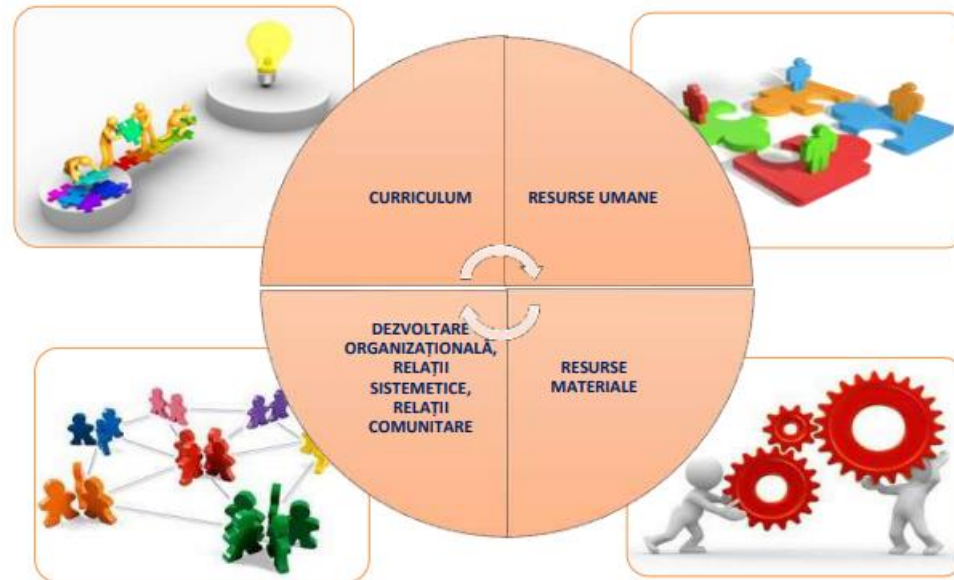 CURRICULUM
RESURSE UMANE
DEZVOLTARE
ORGANIZAȚIONALĂ,
RELAȚII
SISTEMETICE,
RELAȚII
COMUNITARE
RESURSE
MATERIALE